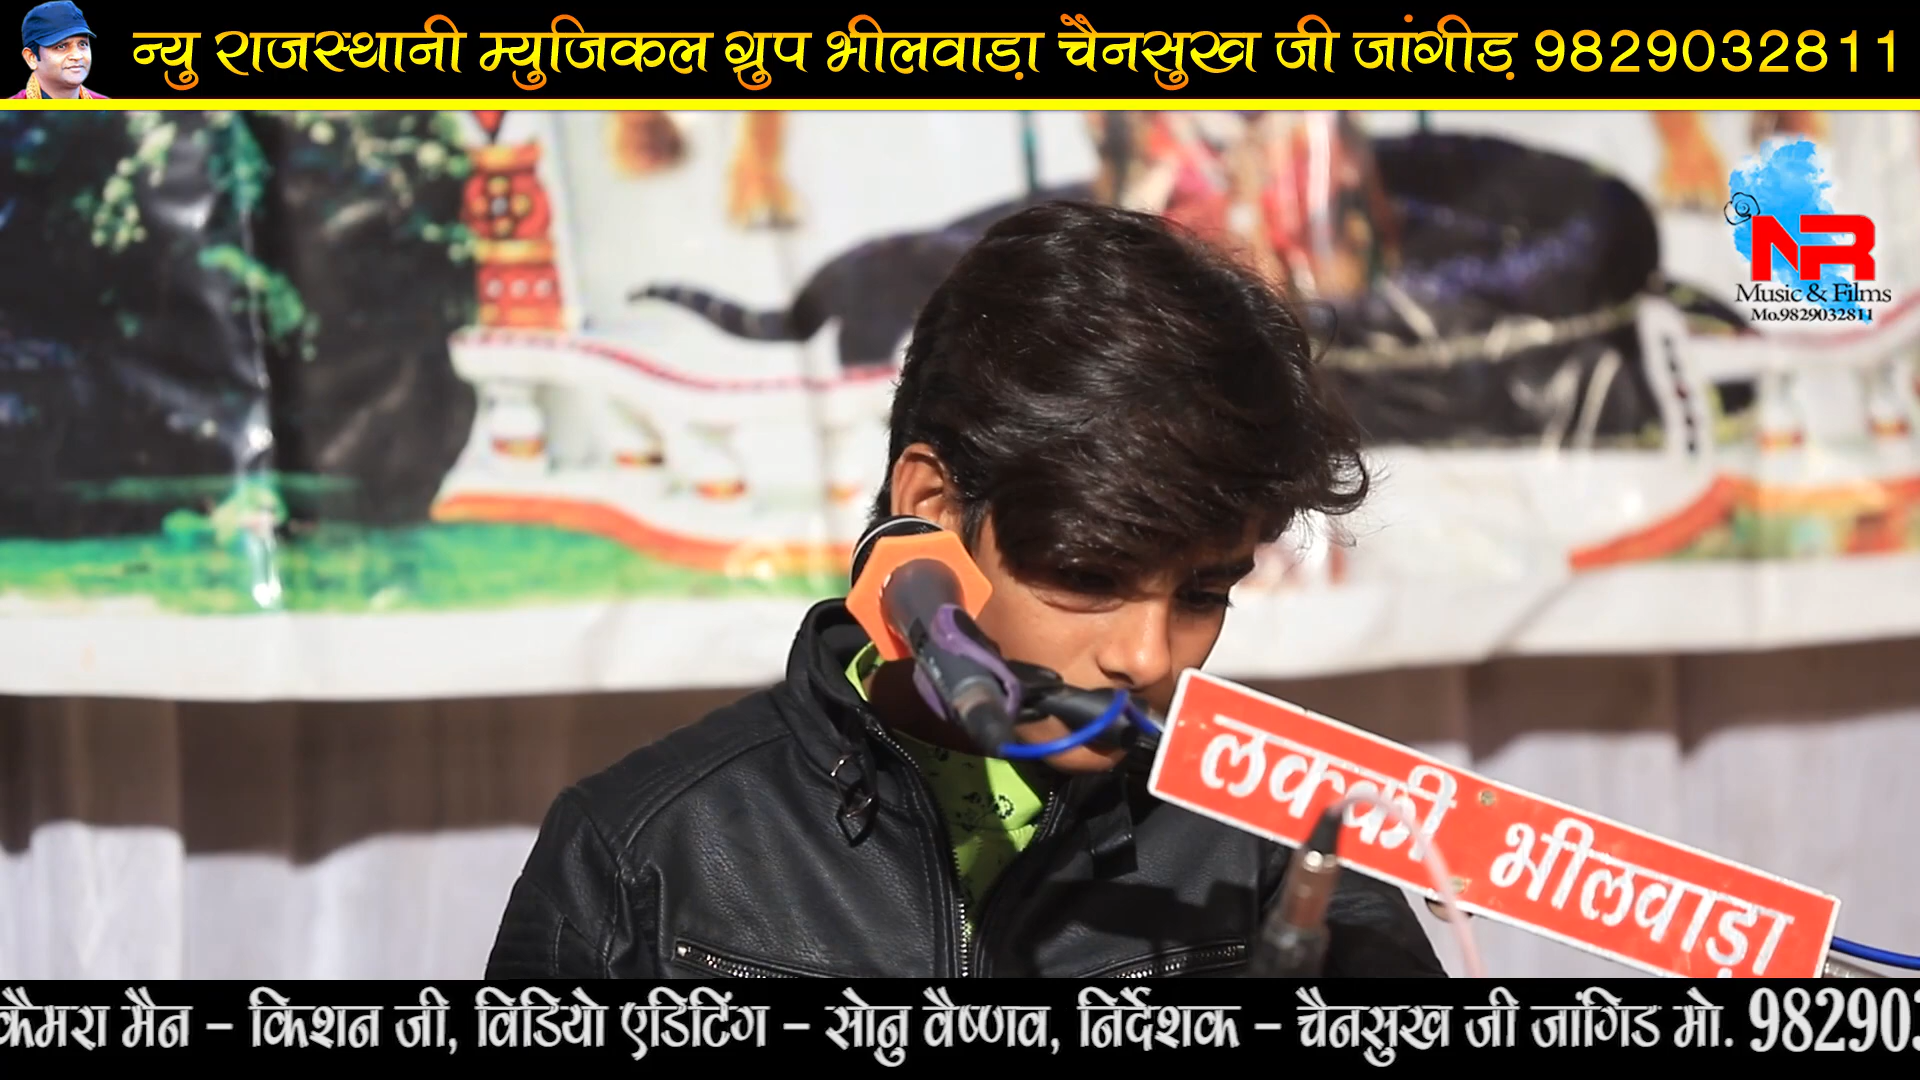 न्यु राजस्थानी म्युजिकल ग्रुप भीलवाड़ा चैनसुख जी जांगीड़ 9829032811
NR
Music & Films
Mo.9829032811
लक्की भीलवाड़ा
कैमरा मैन – किशन जी, विडियो एडिटिंग – सोनु वैष्णव, निर्देशक – चैनसुख जी जांगिड मो. 98290